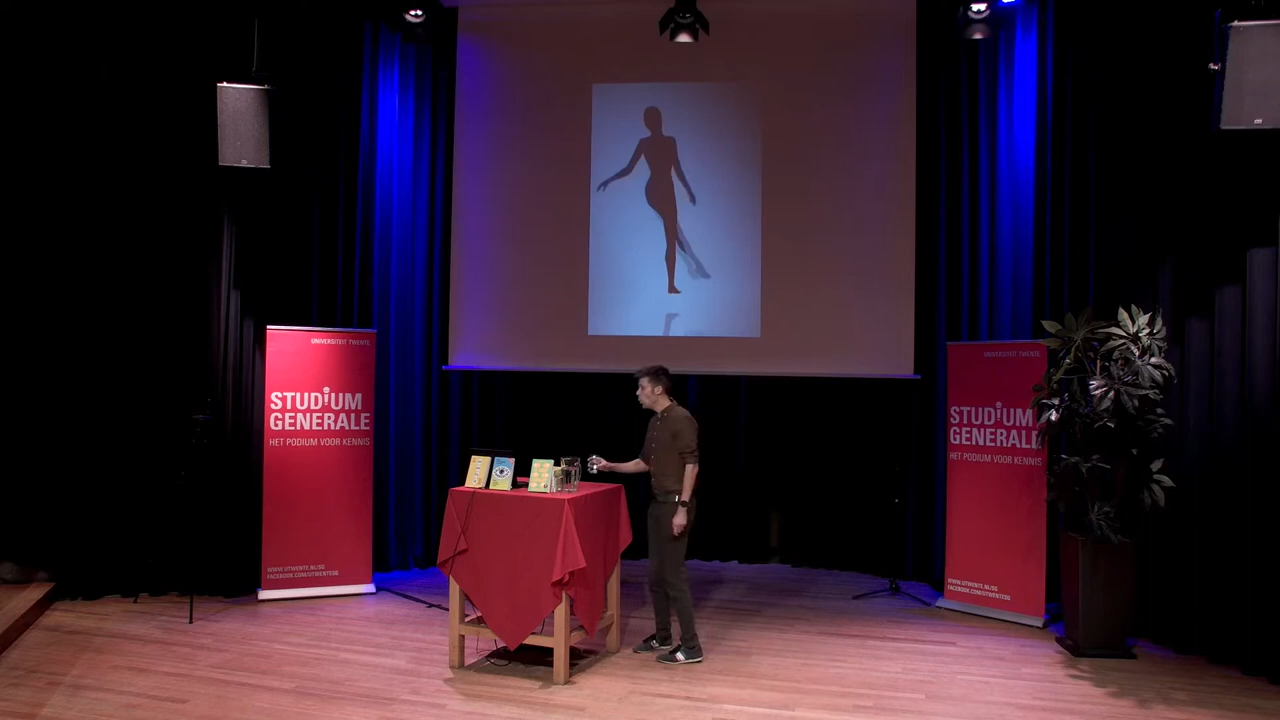 UNIVERSITEIT TWENTE
STUDIUM
GENERALE
HET PODIUM VOOR KENNIS
WWW.UTWENTE.NL/SG
FACEBOOK.COM/UTWENTESG
UNIVERSITEIT TWENTE
STUDIUM
GENERALE
HET PODIUM VOOR KENNIS
WWW.UTWENTE.NL/SG
FACEBOOK.COM/UTWENTESG